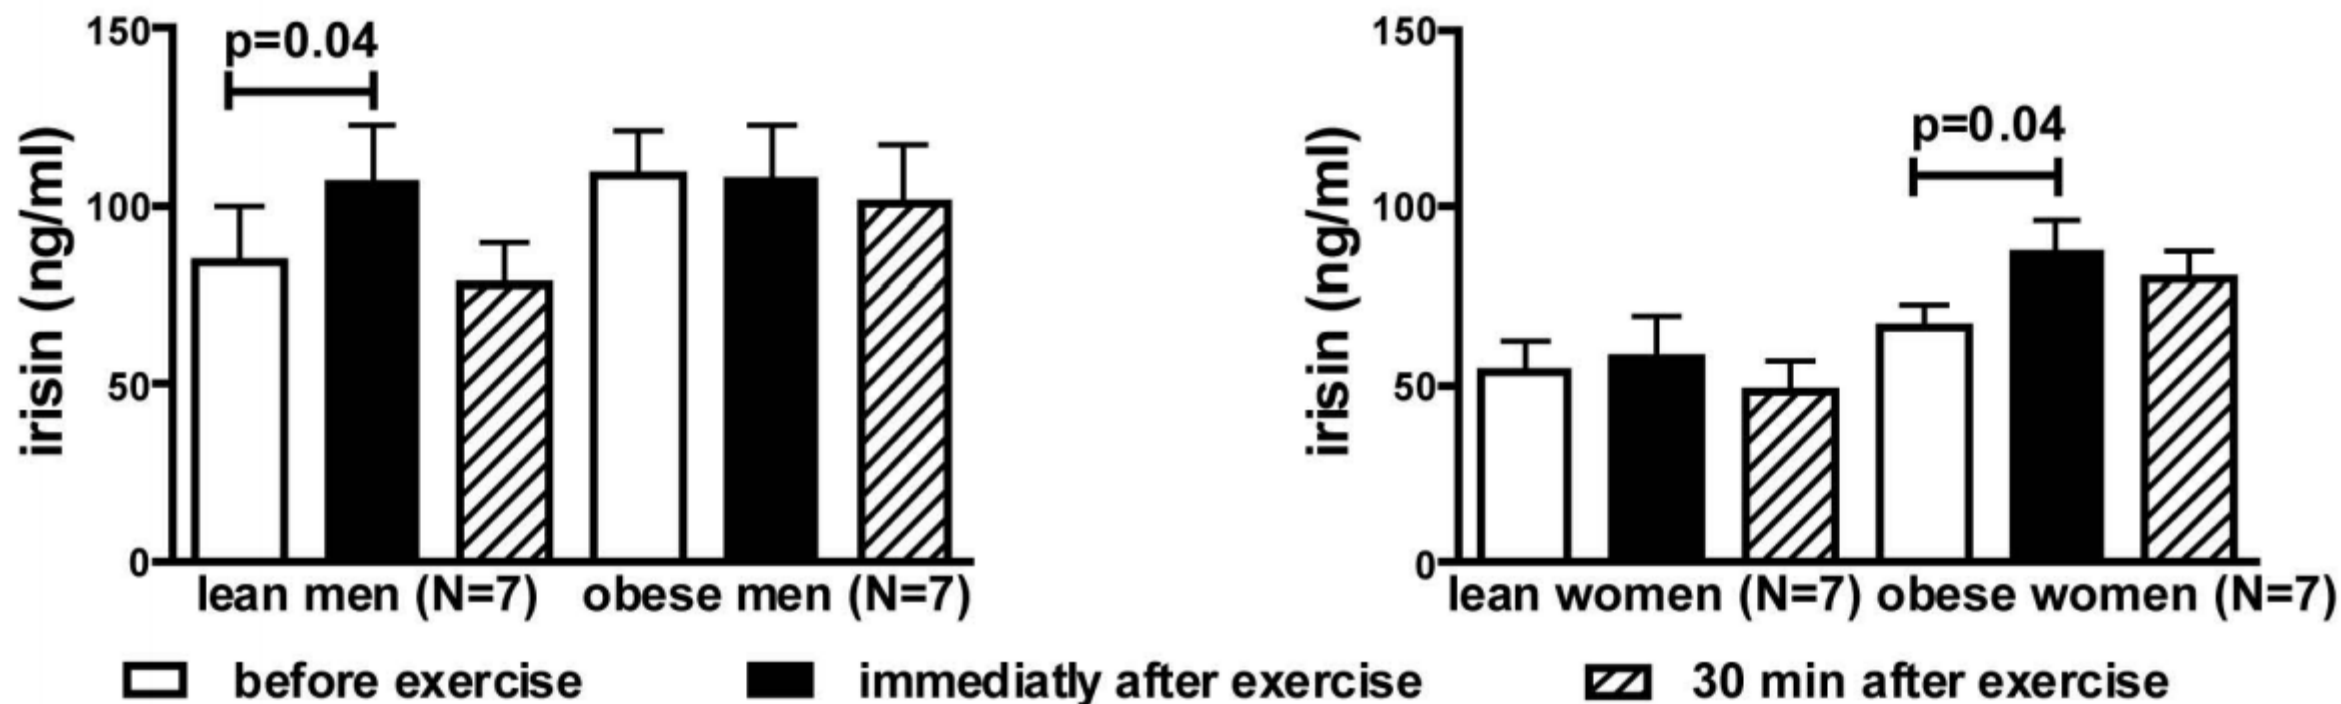 150
p=0.04
100
50
0
irisin (ng/ml)
lean men (N=7)
obese men (N=7)
150
p=0.04
100
50
0
irisin (ng/ml)
lean women (N=7)
obese women (N=7)
before exercise
immediatly after exercise
30 min after exercise